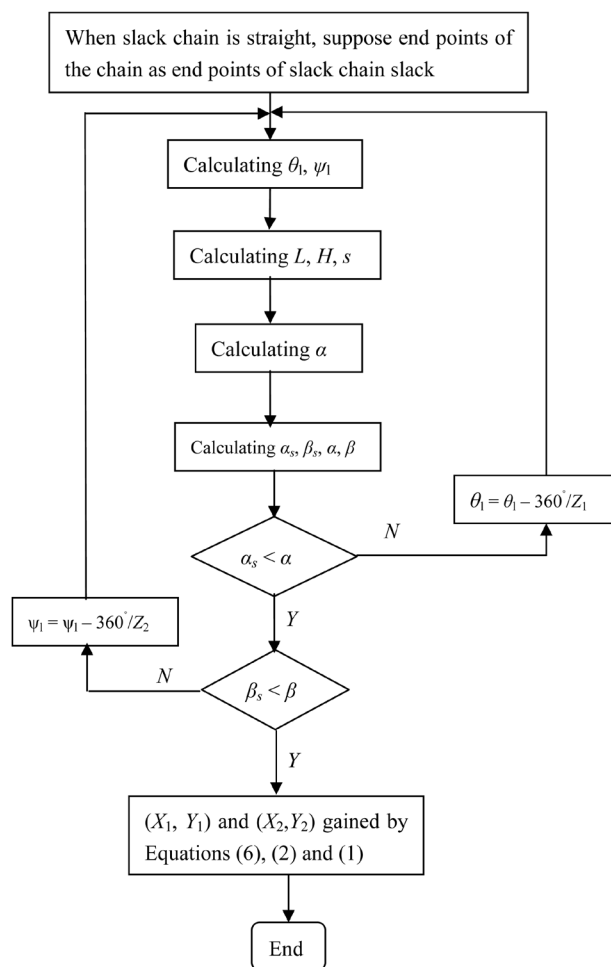 When slack chain is straight, suppose end points of
the chain as end points of slack chain slack
Calculating θ₁, ψ₁
Calculating L, H, s
Calculating α
Calculating αₛ, βₛ, α, β
θ₁ = θ₁ – 360°/Z₁
N
αₛ < α
Y
ψ₁ = ψ₁ – 360°/Z₂
N
βₛ < β
Y
(X₁, Y₁) and (X₂,Y₂) gained by
Equations (6), (2) and (1)
End